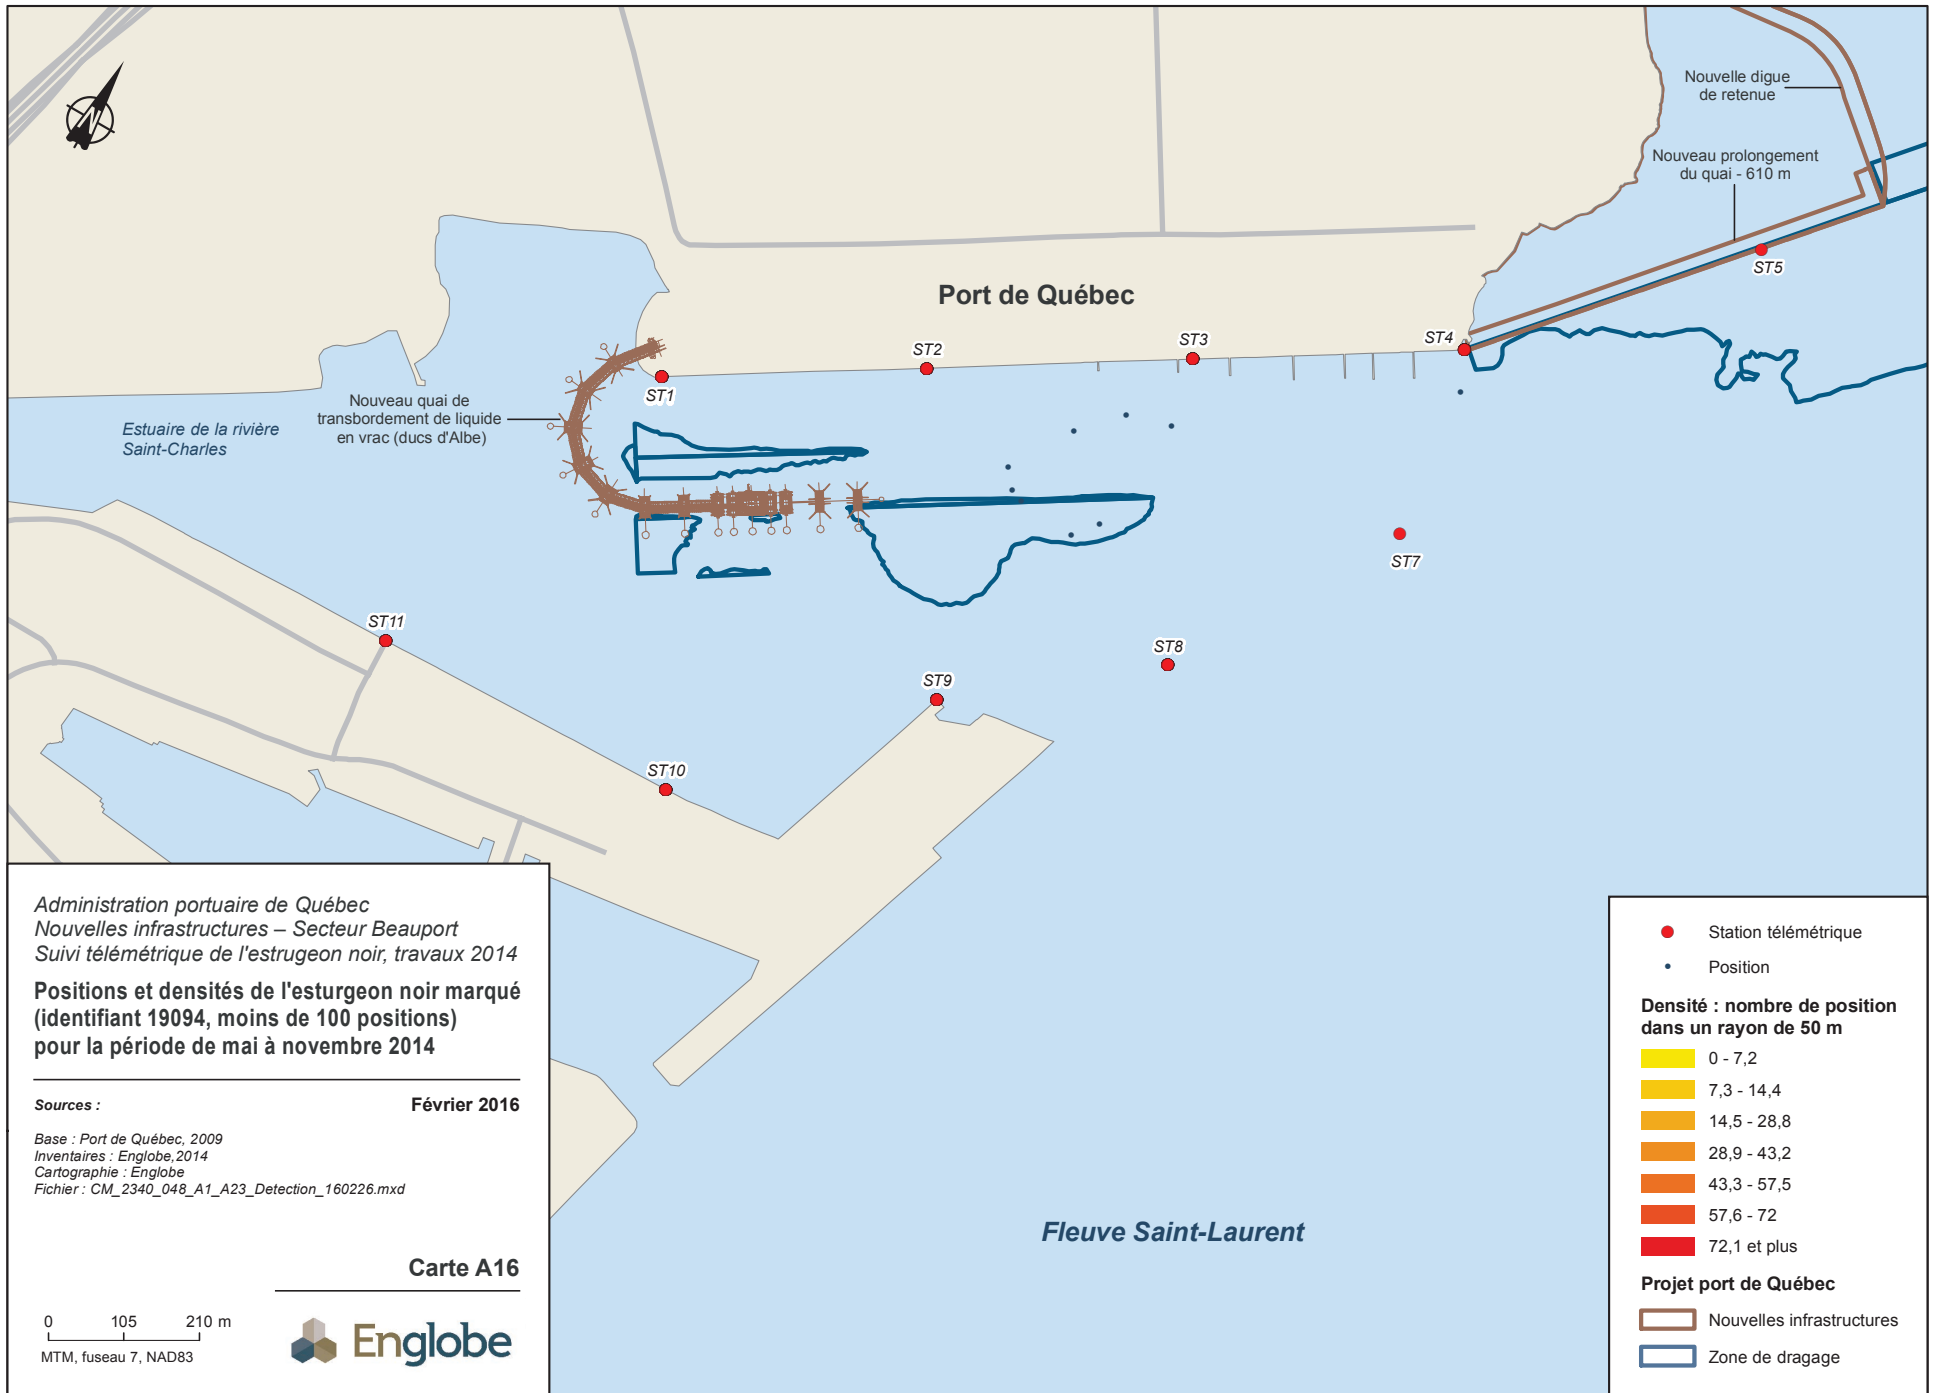 N
Nouvelle digue
de retenue
Nouveau prolongement
du quai - 610 m
ST5
Port de Québec
ST4
ST3
ST2
ST1
Nouveau quai de
transbordement de liquide
en vrac (ducs d'Albe)
Estuaire de la rivière
Saint-Charles
ST7
ST11
ST8
ST9
ST10
Fleuve Saint-Laurent
Administration portuaire de Québec
Nouvelles infrastructures – Secteur Beauport
Suivi télémétrique de l'estrugeon noir, travaux 2014
Positions et densités de l'esturgeon noir marqué
(identifiant 19094, moins de 100 positions)
pour la période de mai à novembre 2014
Sources :
Février 2016
Base : Port de Québec, 2009
Inventaires : Englobe,2014
Cartographie : Englobe
Fichier : CM_2340_048_A1_A23_Detection_160226.mxd
Carte A16
0 105 210 m
MTM, fuseau 7, NAD83
Englobe
Station télémétrique
Position
Densité : nombre de position
dans un rayon de 50 m
0 - 7,2
7,3 - 14,4
14,5 - 28,8
28,9 - 43,2
43,3 - 57,5
57,6 - 72
72,1 et plus
Projet port de Québec
Nouvelles infrastructures
Zone de dragage